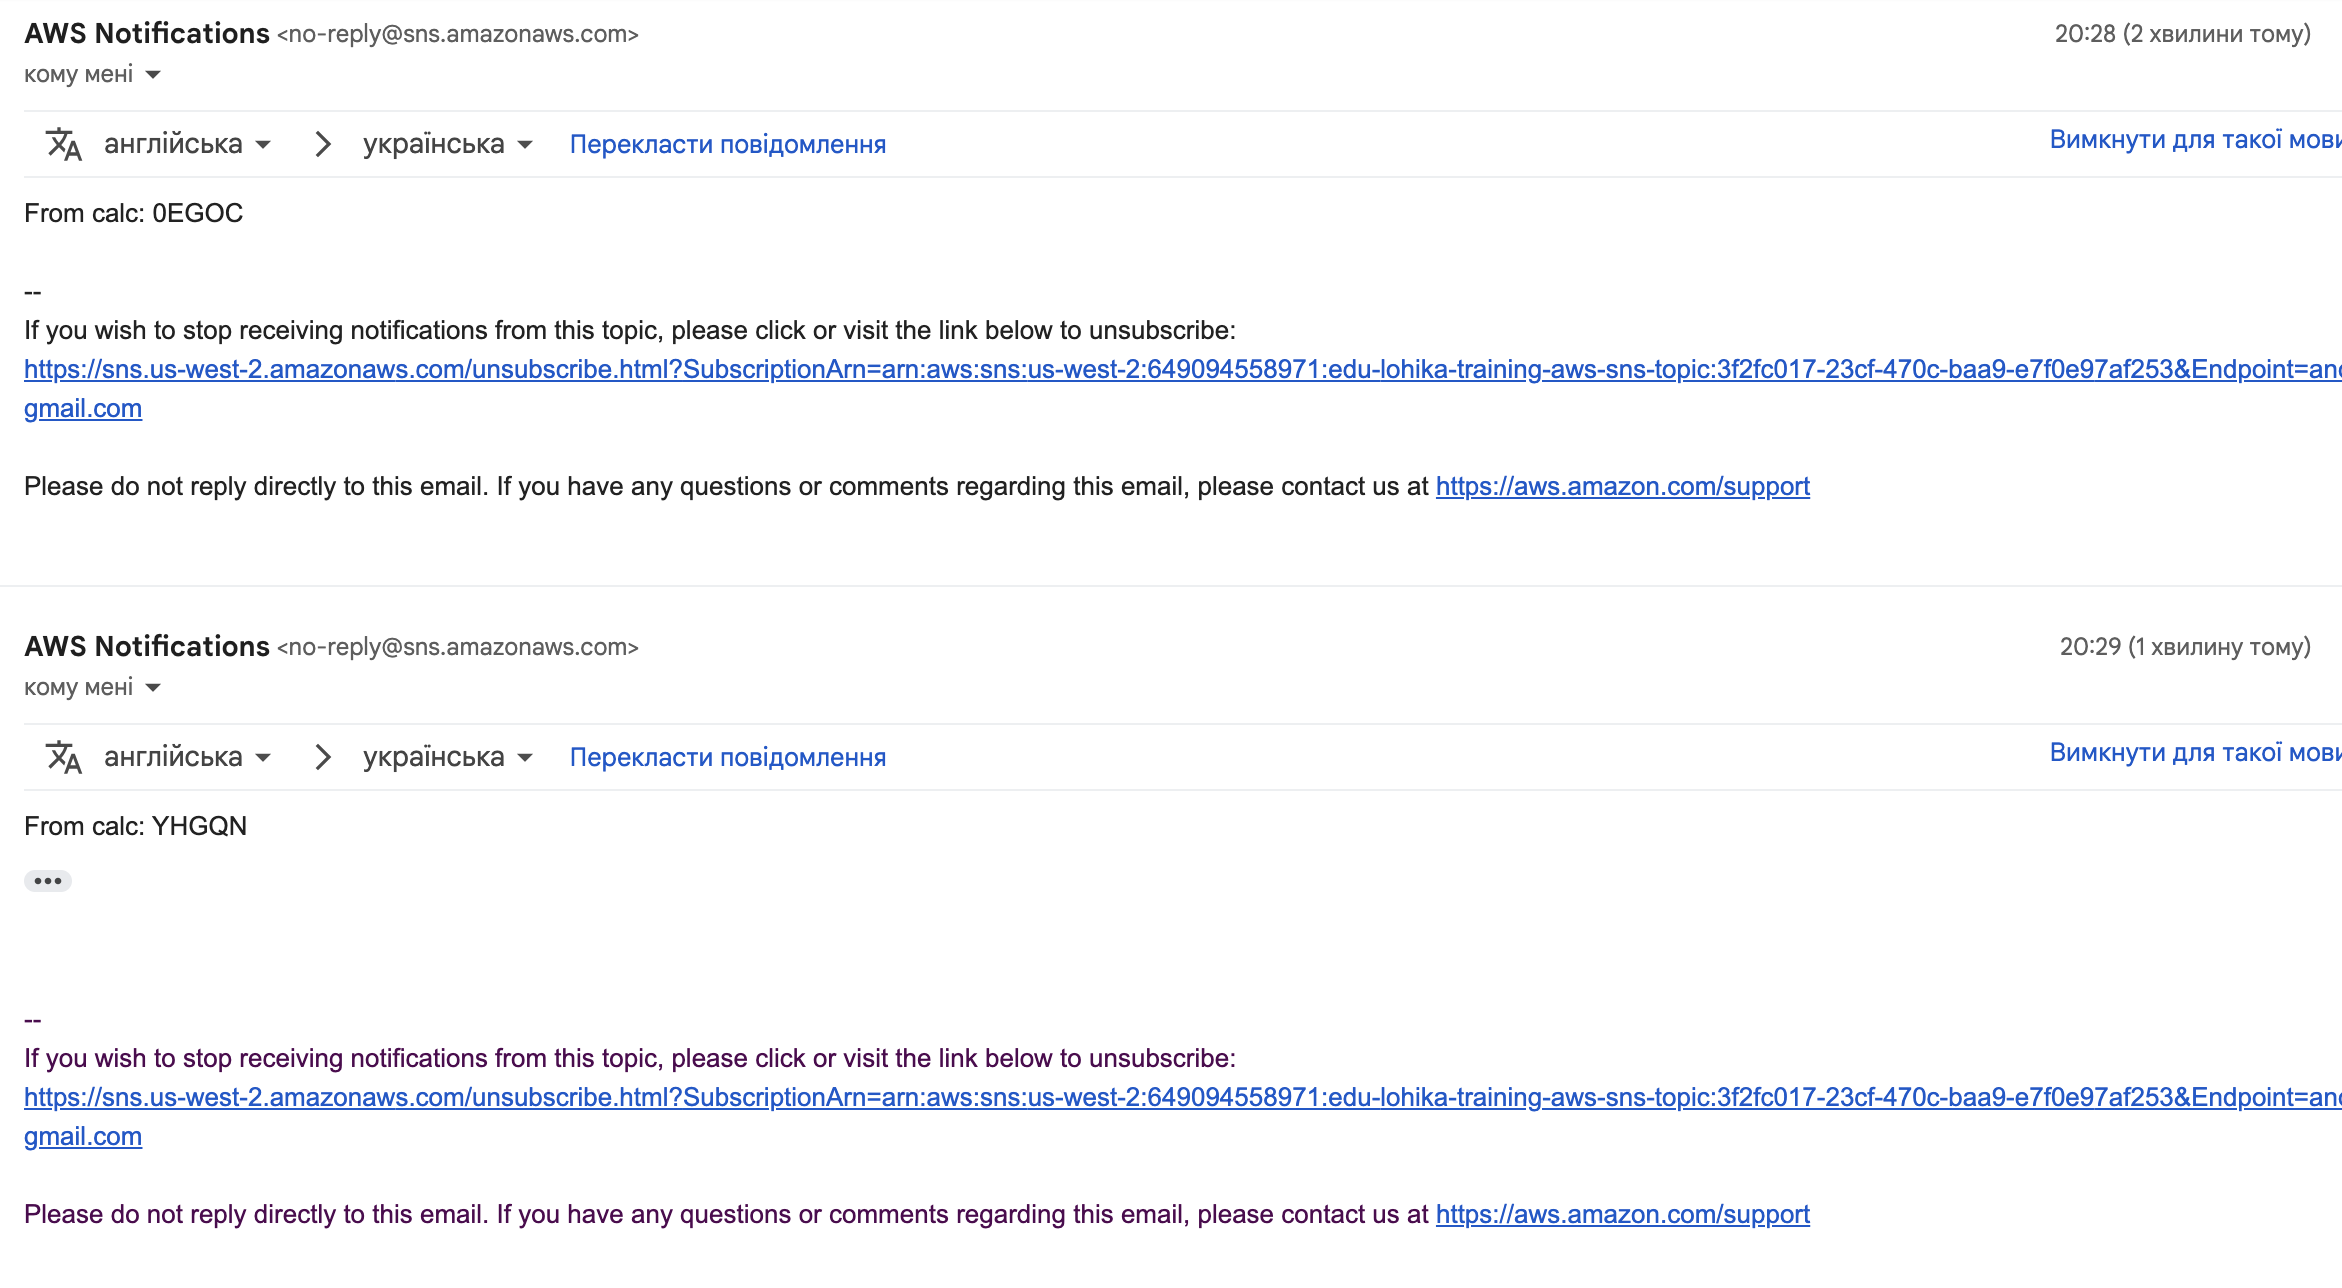 AWS Notifications <no-reply@sns.amazonaws.com> 20:28 (2 хвилини тому)
кому мені
англійська > українська Перекласти повідомлення Вимкнути для такої мови
From calc: 0EGOC
--
If you wish to stop receiving notifications from this topic, please click or visit the link below to unsubscribe:
https://sns.us-west-2.amazonaws.com/unsubscribe.html?SubscriptionArn=arn:aws:sns:us-west-2:649094558971:edu-lohika-training-aws-sns-topic:3f2fc017-23cf-470c-baa9-e7f0e97af253&Endpoint=and
gmail.com
Please do not reply directly to this email. If you have any questions or comments regarding this email, please contact us at https://aws.amazon.com/support
AWS Notifications <no-reply@sns.amazonaws.com> 20:29 (1 хвилину тому)
кому мені
англійська > українська Перекласти повідомлення Вимкнути для такої мови
From calc: YHGQN
--
If you wish to stop receiving notifications from this topic, please click or visit the link below to unsubscribe:
https://sns.us-west-2.amazonaws.com/unsubscribe.html?SubscriptionArn=arn:aws:sns:us-west-2:649094558971:edu-lohika-training-aws-sns-topic:3f2fc017-23cf-470c-baa9-e7f0e97af253&Endpoint=and
gmail.com
Please do not reply directly to this email. If you have any questions or comments regarding this email, please contact us at https://aws.amazon.com/support